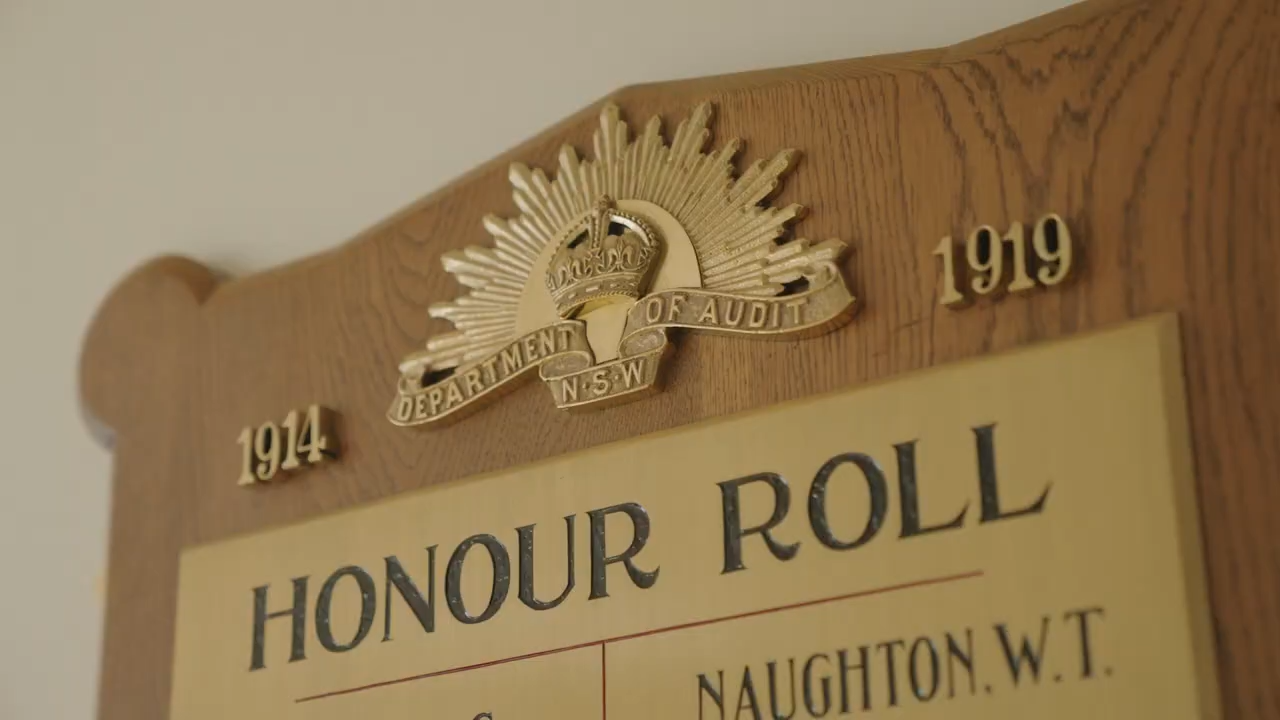 DEPARTMENT OF AUDIT
N·S·W
1914
1919
HONOUR ROLL
NAUGHTON. W.T.